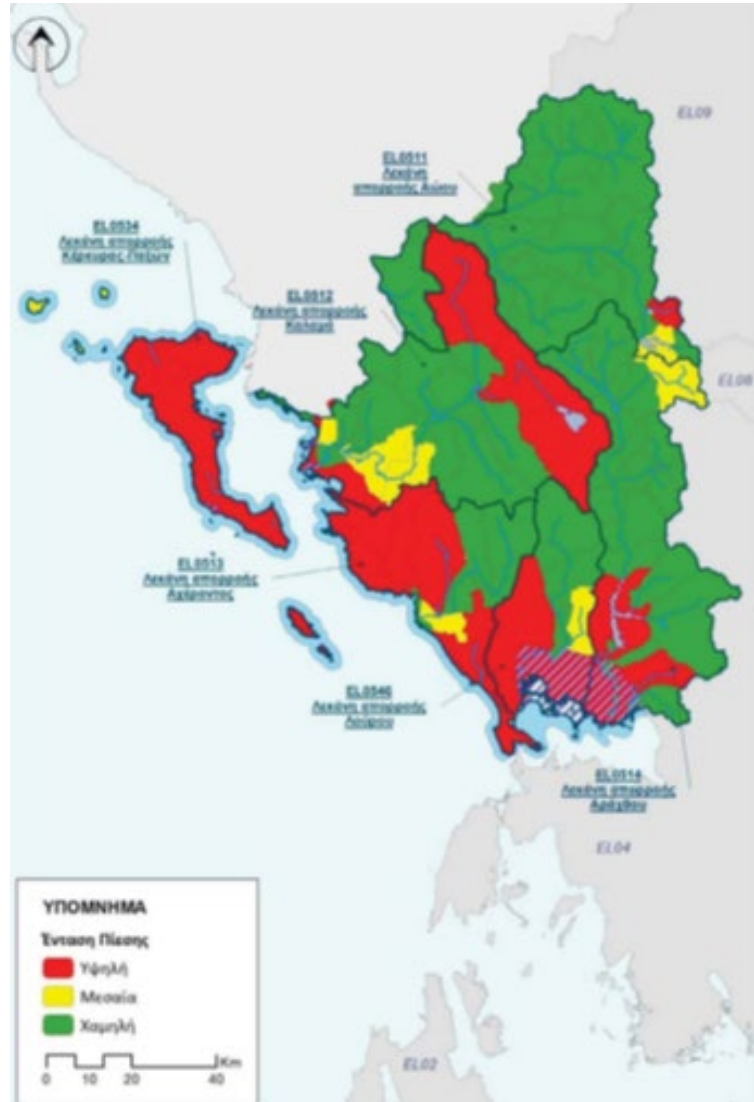 EL09
EL0511
Λεκάνη
απορροής Αώου
EL0534
Λεκάνη απορροής
Κέρκυρας-Παξών
EL0512
Λεκάνη απορροής
Καλαμά
EL08
EL0513
Λεκάνη απορροής
Αχέροντος
EL0546
Λεκάνη απορροής
Λούρου
EL0514
Λεκάνη απορροής
Αράχθου
EL04
ΥΠΟΜΝΗΜΑ
Ένταση Πίεσης
Υψηλή
Μεσαία
Χαμηλή
Km
0 10 20 40
EL02